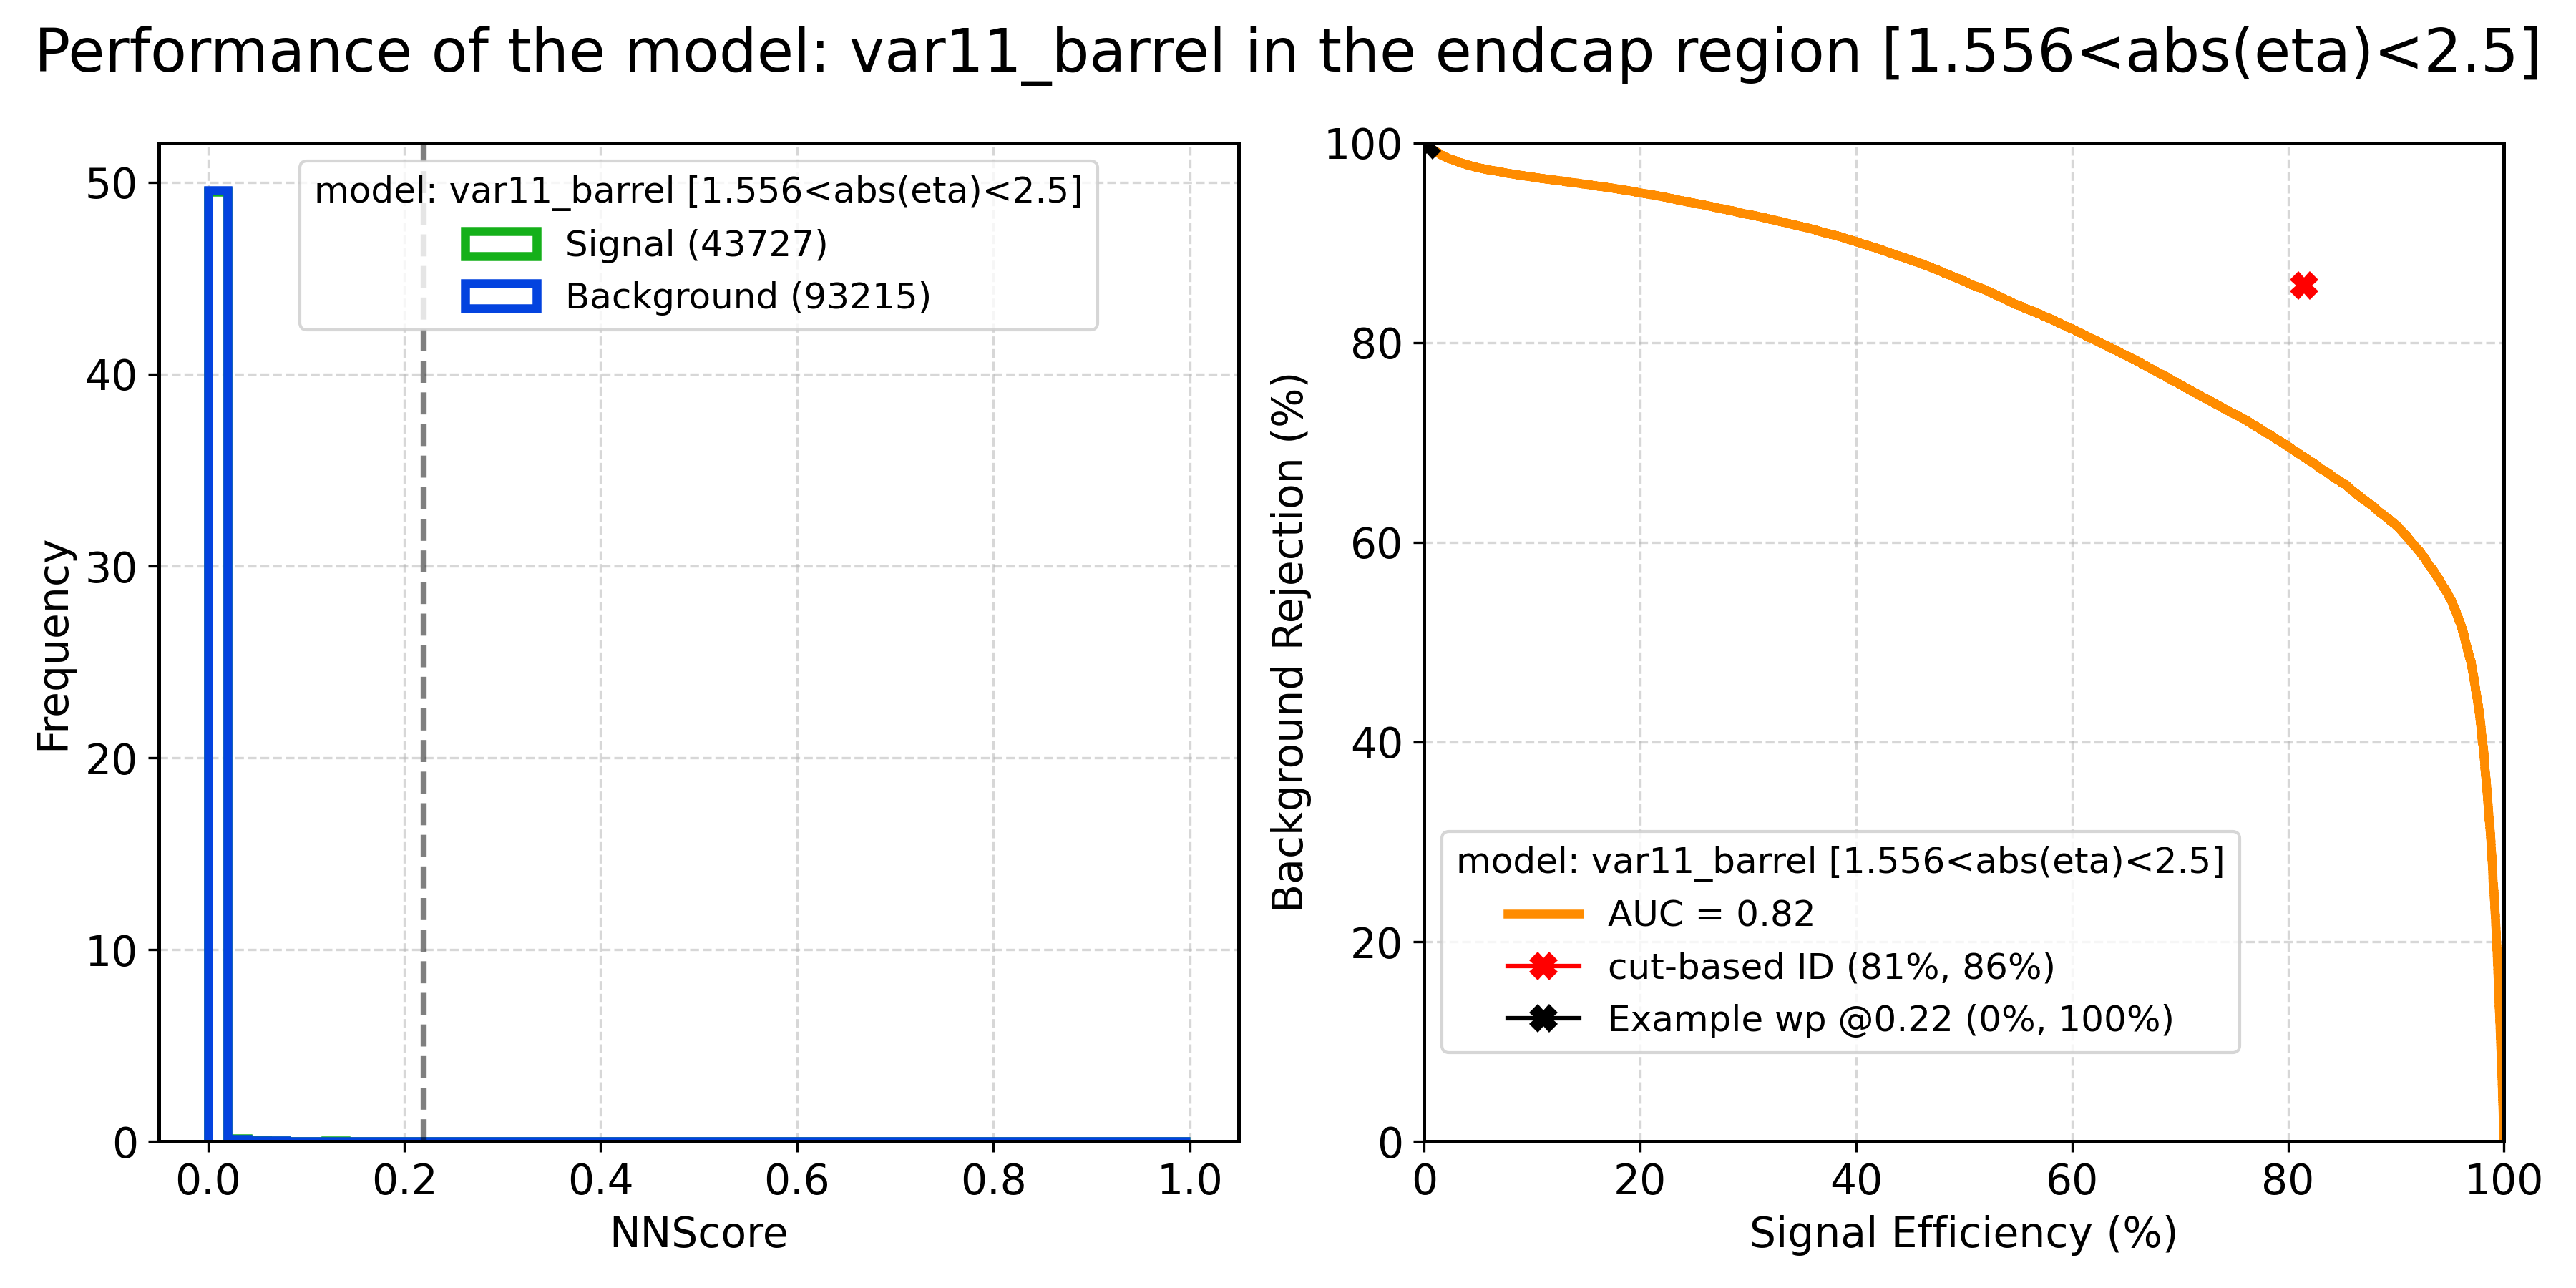 Performance of the model: var11_barrel in the endcap region [1.556<abs(eta)<2.5]
Frequency
50
40
30
20
10
0
model: var11_barrel [1.556<abs(eta)<2.5]
Signal (43727)
Background (93215)
0.0 0.2 0.4 0.6 0.8 1.0
NNScore
Background Rejection (%)
100
80
60
40
20
0
model: var11_barrel [1.556<abs(eta)<2.5]
AUC = 0.82
cut-based ID (81%, 86%)
Example wp @0.22 (0%, 100%)
0 20 40 60 80 100
Signal Efficiency (%)